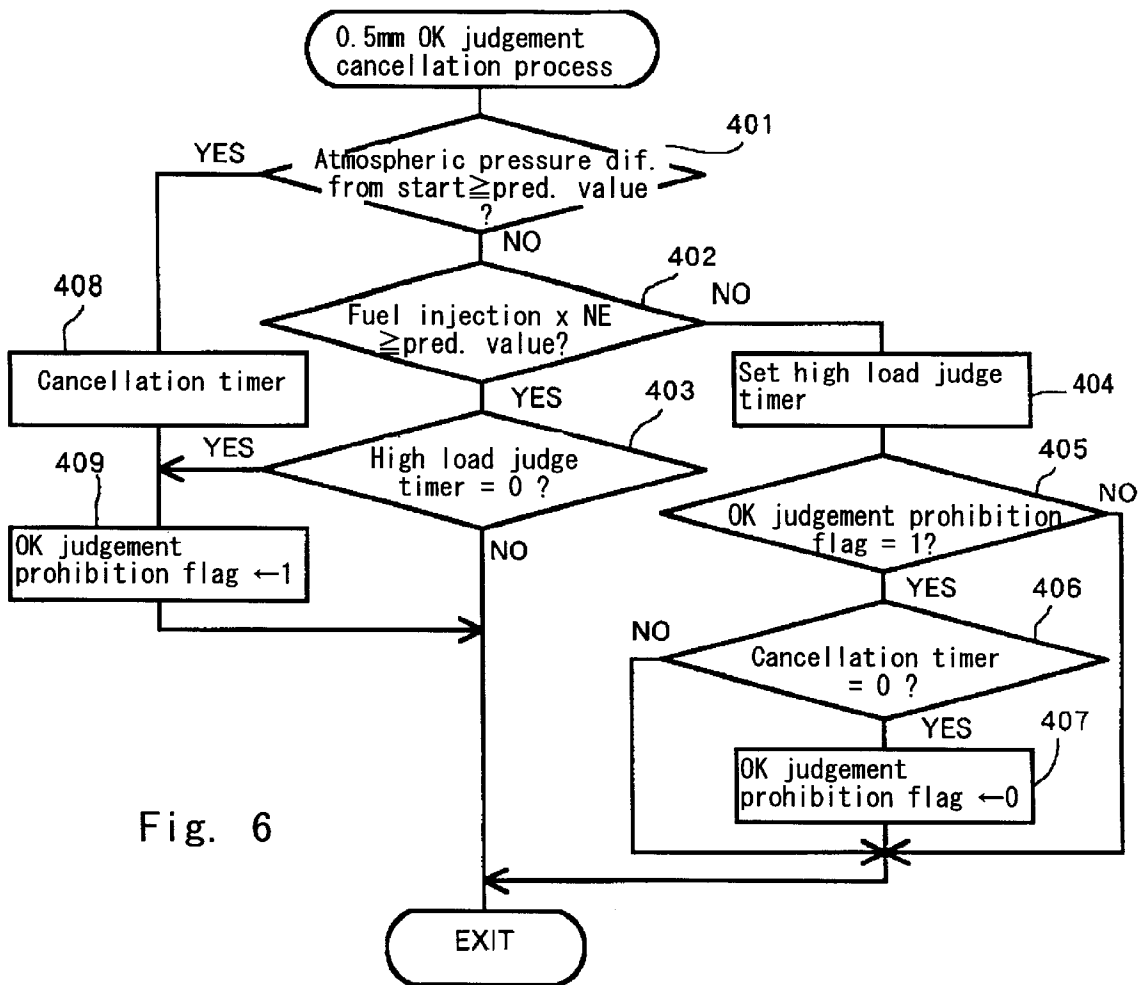 0.5mm OK judgement
cancellation process
401
YES
Atmospheric pressure dif.
from start≧pred. value
?
NO
402
408
NO
Fuel injection x NE
≧pred. value?
Cancellation timer
Set high load judge
timer
404
YES
403
YES
409
High load judge
timer = 0 ?
405
NO
OK judgement prohibition
flag = 1?
OK judgement
prohibition flag ←1
NO
YES
406
NO
Cancellation timer
= 0 ?
YES
407
OK judgement
prohibition flag ←0
Fig. 6
EXIT